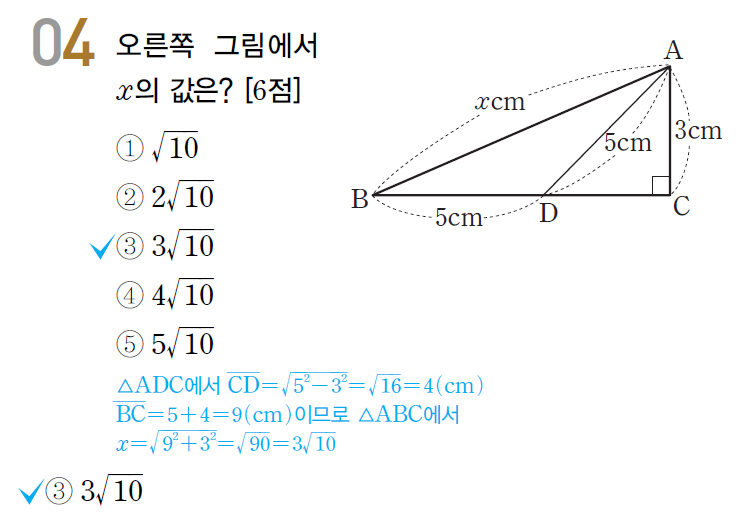 04 오른쪽 그림에서
x의 값은? [6점]
① √10
② 2√10
✓③ 3√10
④ 4√10
⑤ 5√10
A
xcm
5cm
3cm
B
5cm
D
C
△ADC에서 C̅D̅=√(5²−3²)=√16=4(cm)
B̅C̅=5+4=9(cm)이므로 △ABC에서
x=√(9²+3²)=√90=3√10
✓③ 3√10